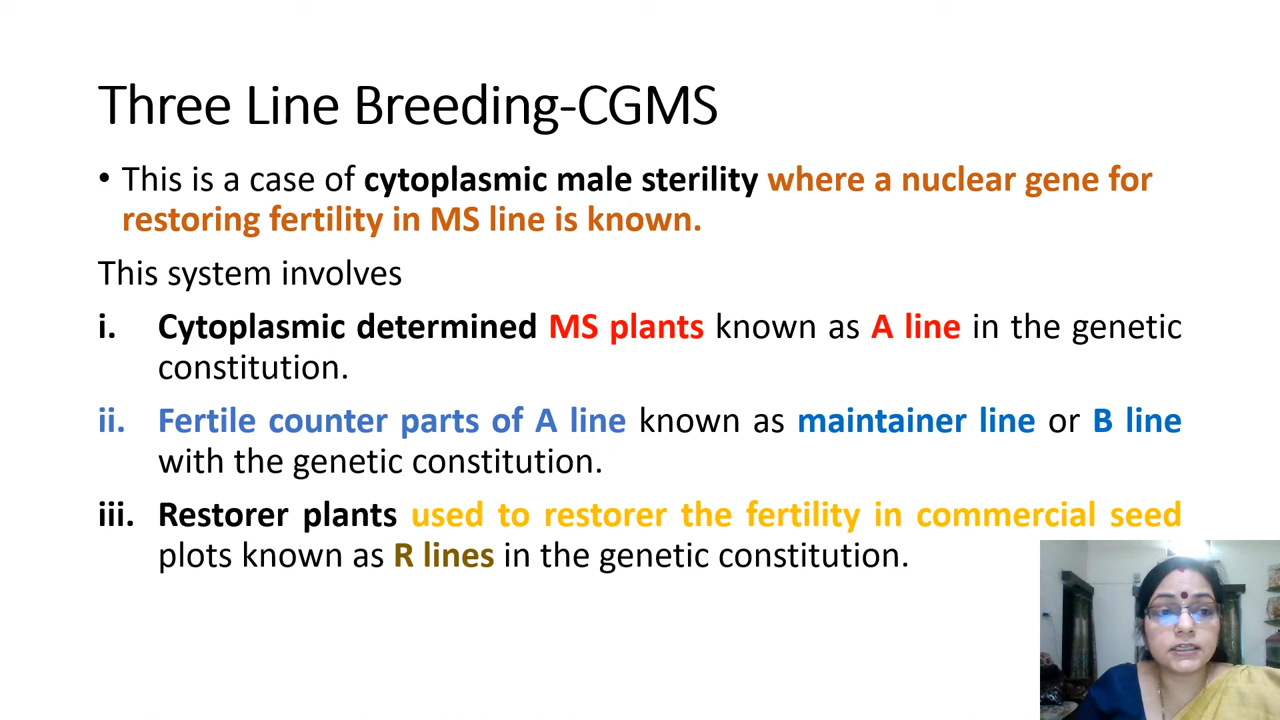 Three Line Breeding-CGMS
• This is a case of cytoplasmic male sterility where a nuclear gene for
restoring fertility in MS line is known.
This system involves
i. Cytoplasmic determined MS plants known as A line in the genetic
constitution.
ii. Fertile counter parts of A line known as maintainer line or B line
with the genetic constitution.
iii. Restorer plants used to restorer the fertility in commercial seed
plots known as R lines in the genetic constitution.